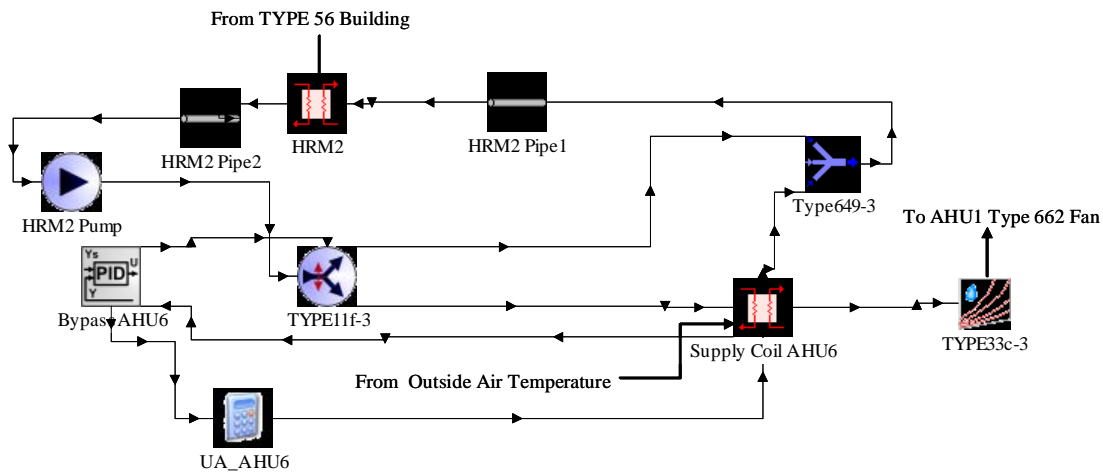 From TYPE 56 Building
HRM2
HRM2 Pipe2
HRM2 Pipe1
HRM2 Pump
Type649-3
To AHU1 Type 662 Fan
Ys
U
PID
Y
Bypass AHU6
TYPE11f-3
Supply Coil AHU6
TYPE33c-3
From Outside Air Temperature
UA_AHU6